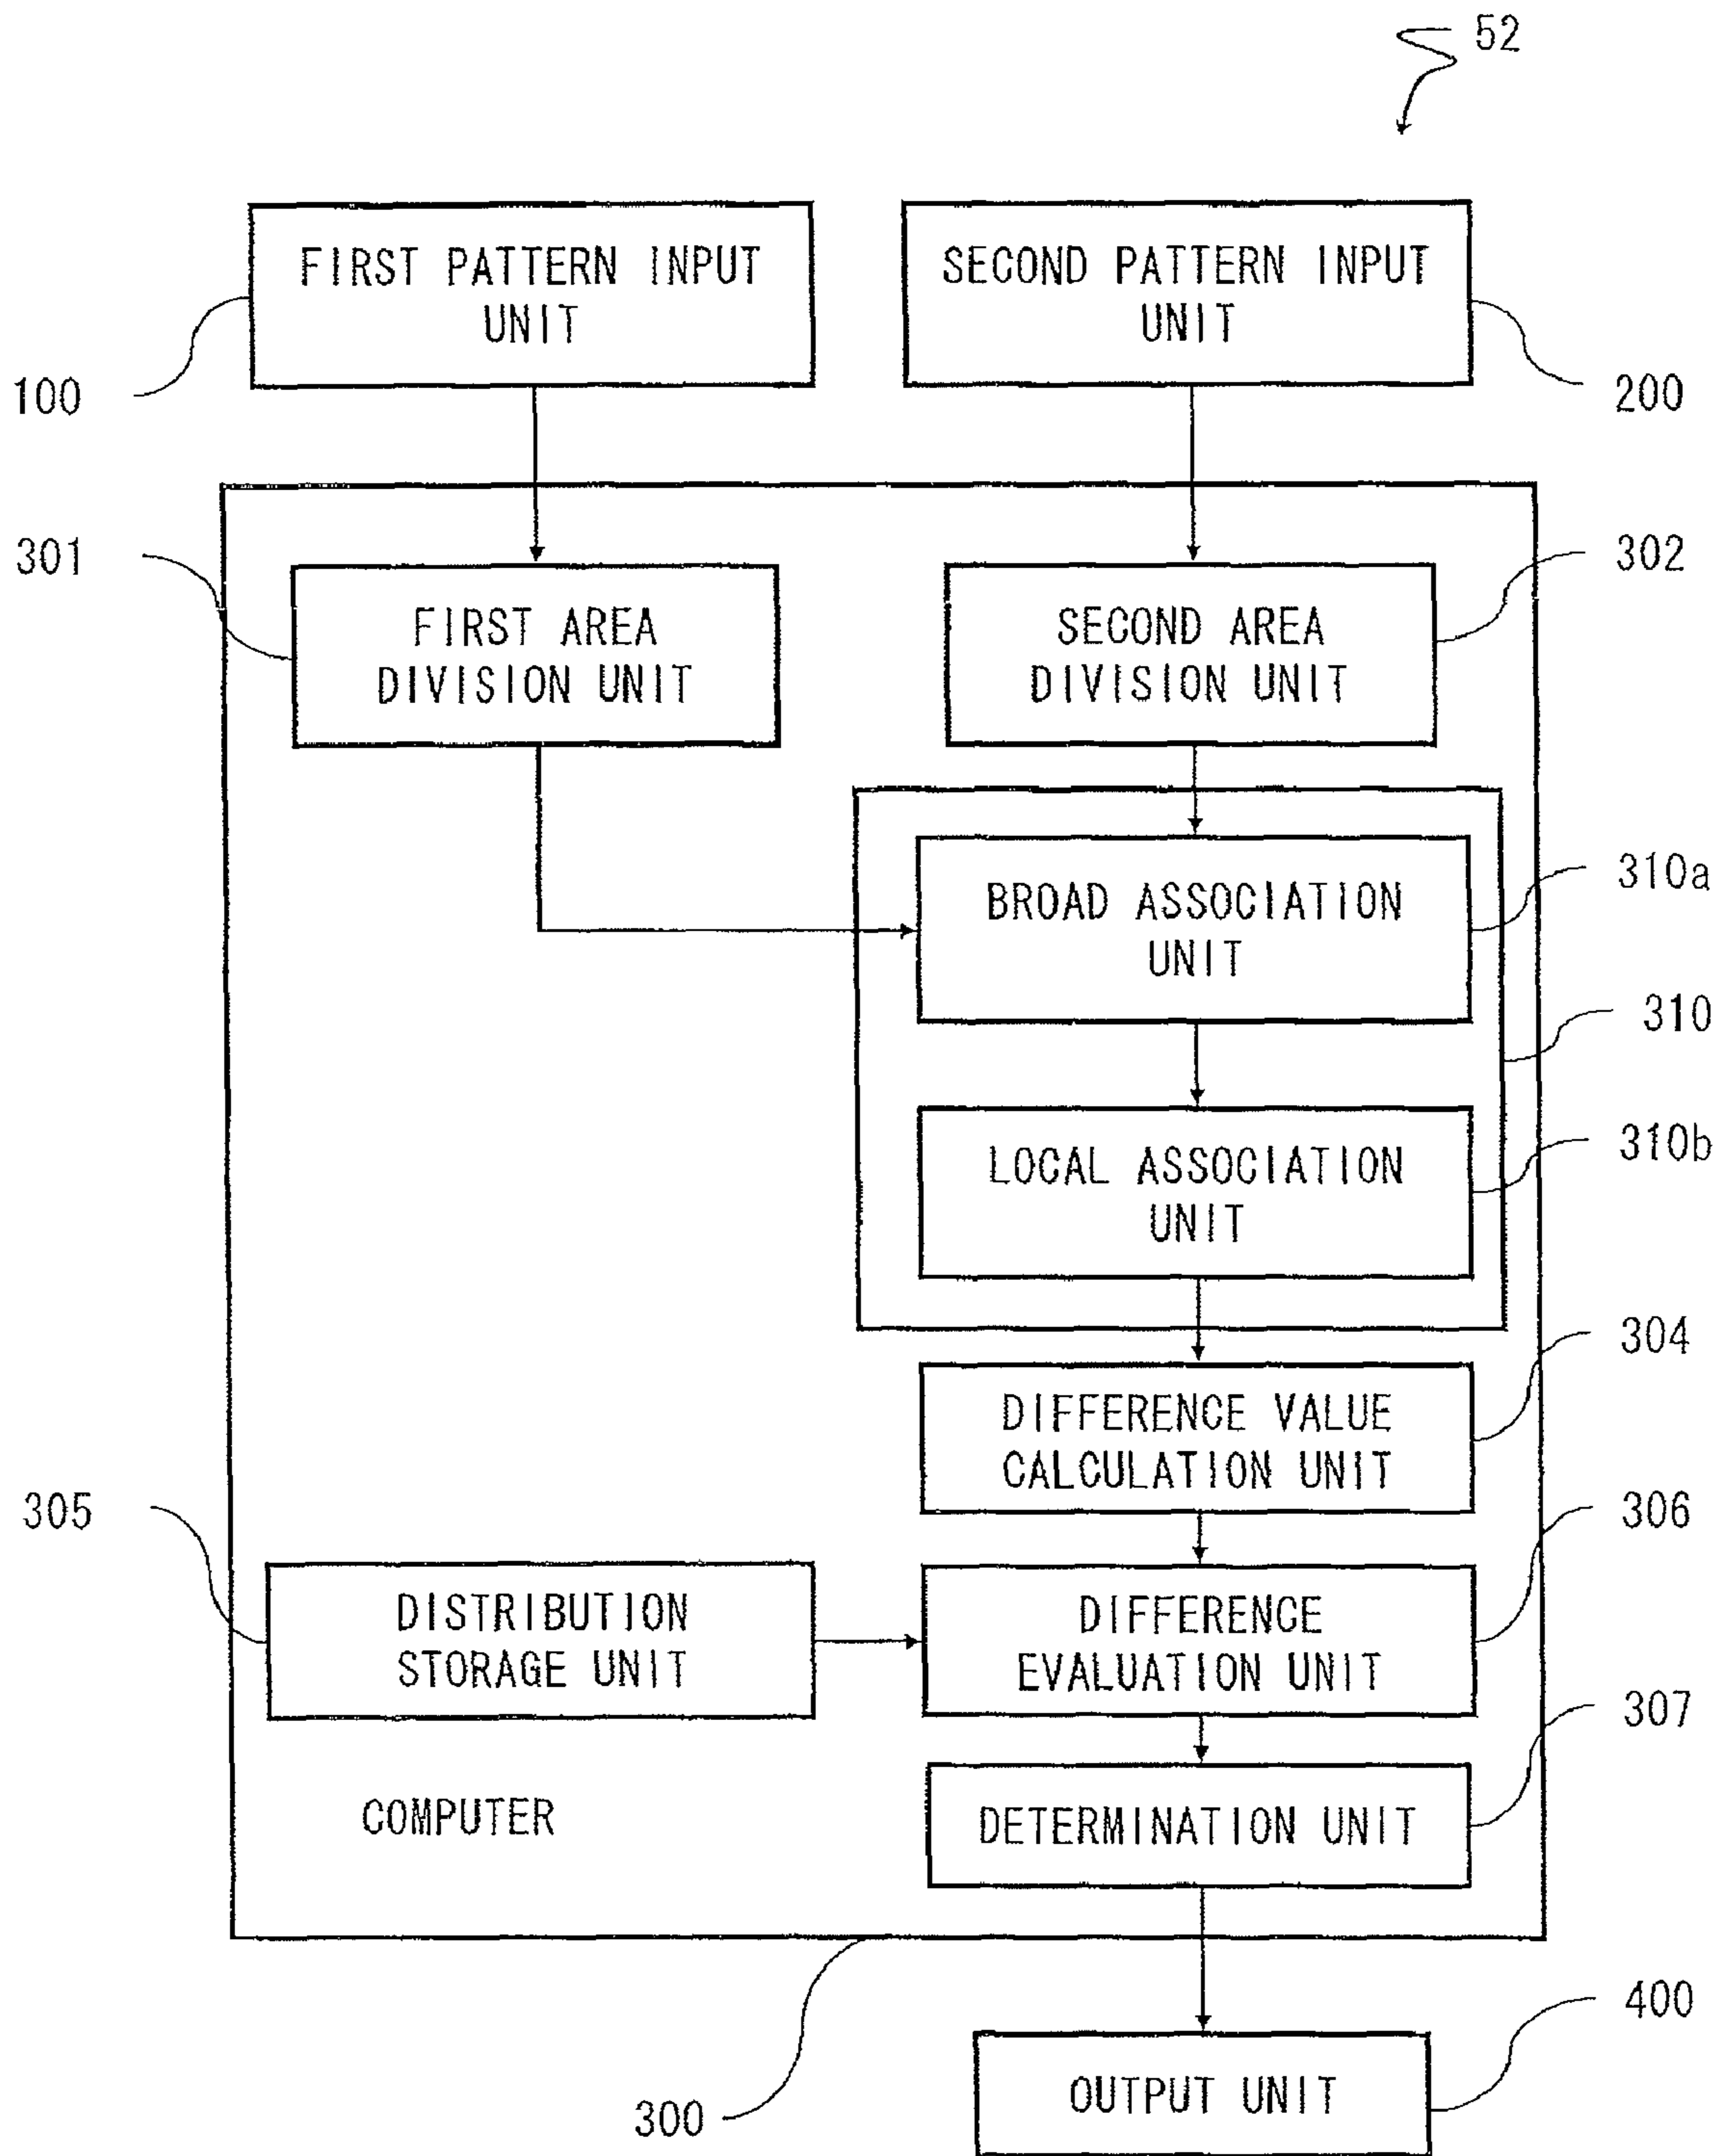 52
FIRST PATTERN INPUT
UNIT
SECOND PATTERN INPUT
UNIT
100
200
301
302
FIRST AREA
DIVISION UNIT
SECOND AREA
DIVISION UNIT
310a
BROAD ASSOCIATION
UNIT
310
310b
LOCAL ASSOCIATION
UNIT
304
DIFFERENCE VALUE
CALCULATION UNIT
305
306
DISTRIBUTION
STORAGE UNIT
DIFFERENCE
EVALUATION UNIT
307
COMPUTER
DETERMINATION UNIT
400
300
OUTPUT UNIT